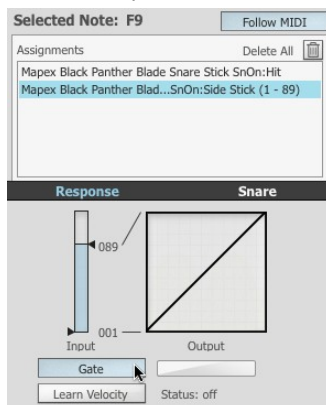 Selected Note: F9 Follow MIDI
Assignments Delete All
Mapex Black Panther Blade Snare Stick SnOn:Hit
Mapex Black Panther Blad...SnOn:Side Stick (1 - 89)
Response Snare
089
001
Input Output
Gate
Learn Velocity Status: off